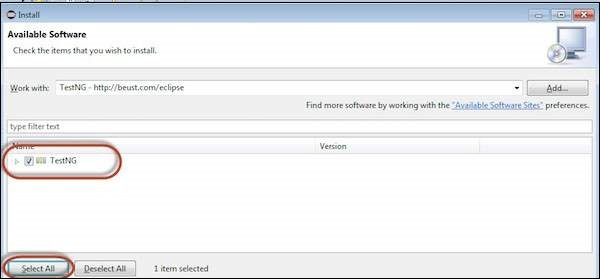 Install
Available Software
Check the items that you wish to install.
Work with: TestNG - http://beust.com/eclipse Add...
Find more software by working with the "Available Software Sites" preferences.
type filter text
Name Version
TestNG
Select All Deselect All 1 item selected